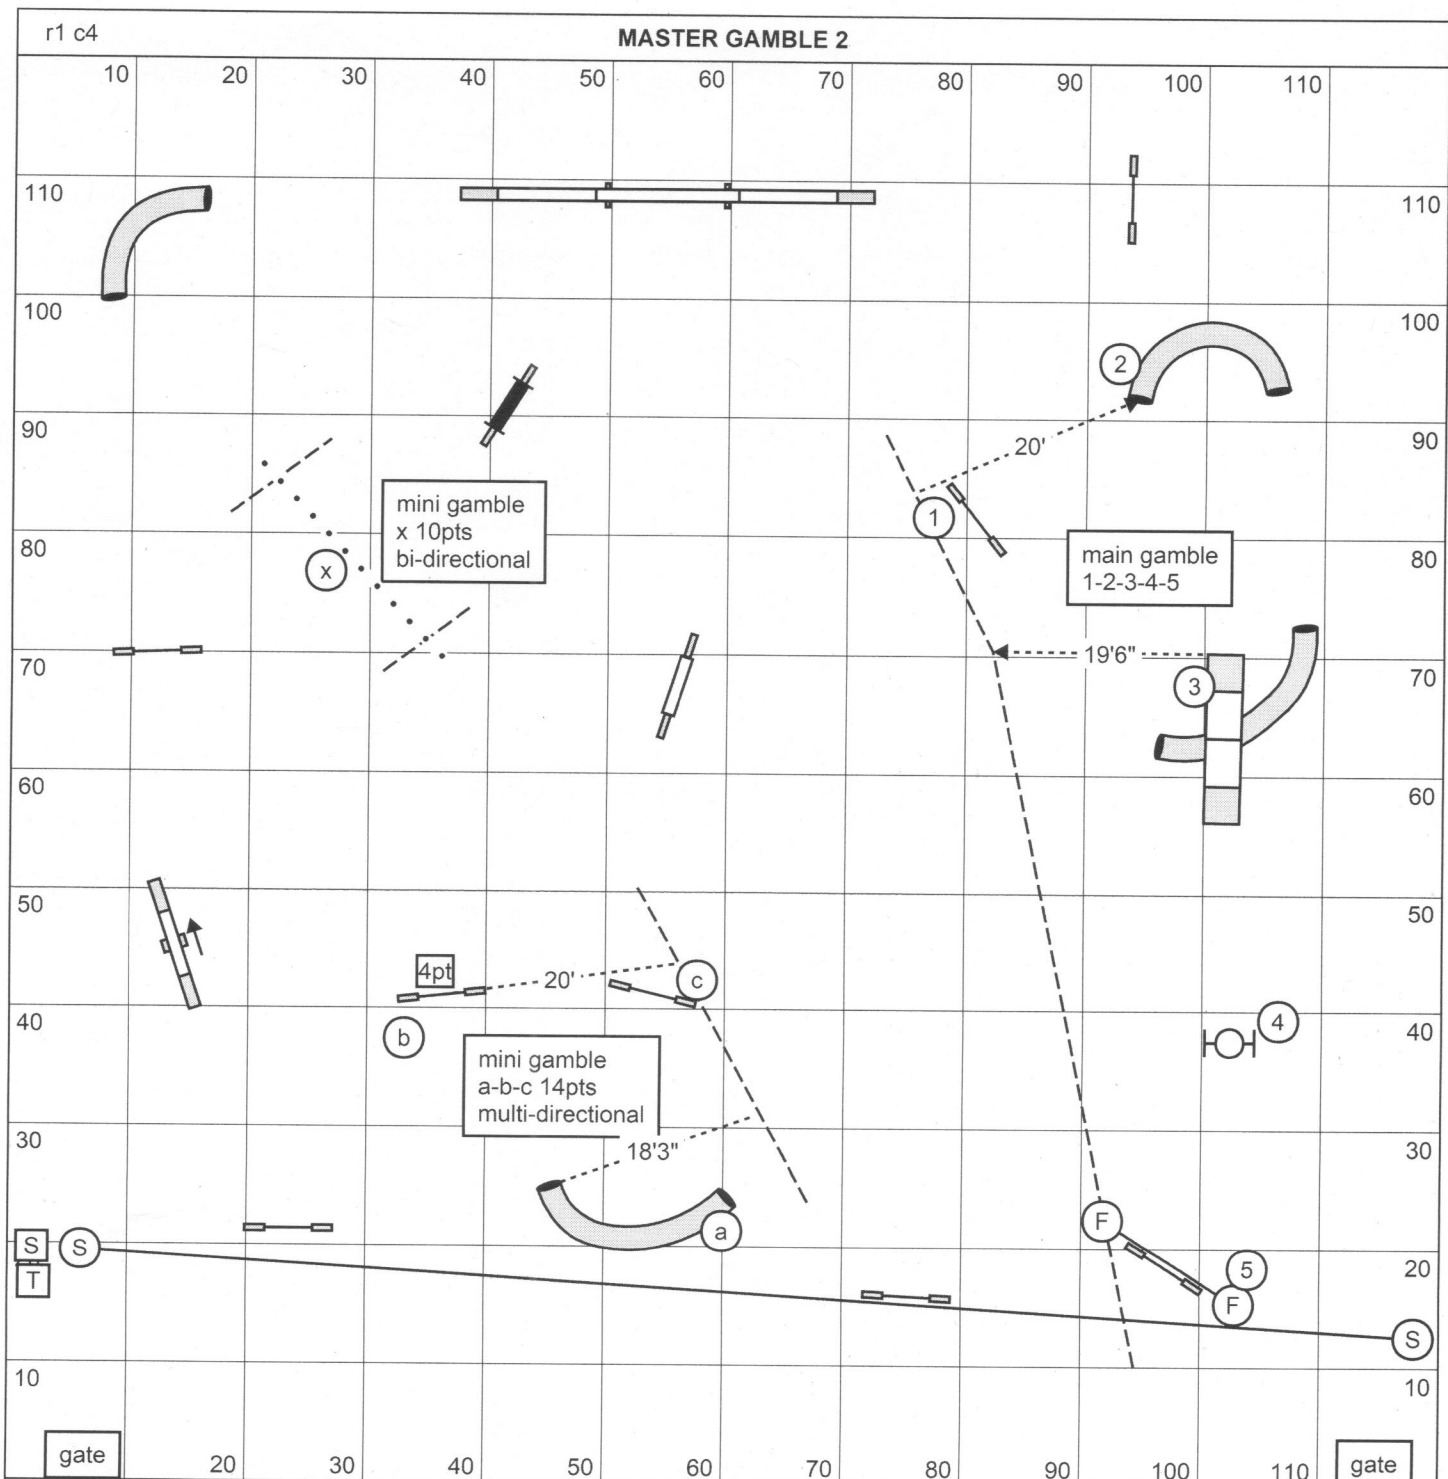 r1 c4
MASTER GAMBLE 2
10 20 30 40 50 60 70 80 90 100 110
110 110
100 100
2
90 90
20'
mini gamble
x 10pts
bi-directional
1
80 80
main gamble
1-2-3-4-5
x
70 70
19'6"
3
60 60
50 50
4pt
20'
c
40 40
b
4
mini gamble
a-b-c 14pts
multi-directional
30 30
18'3"
a
F
S S
20
T
5
F
S
10 10
gate 20 30 40 50 60 70 80 90 100 110 gate